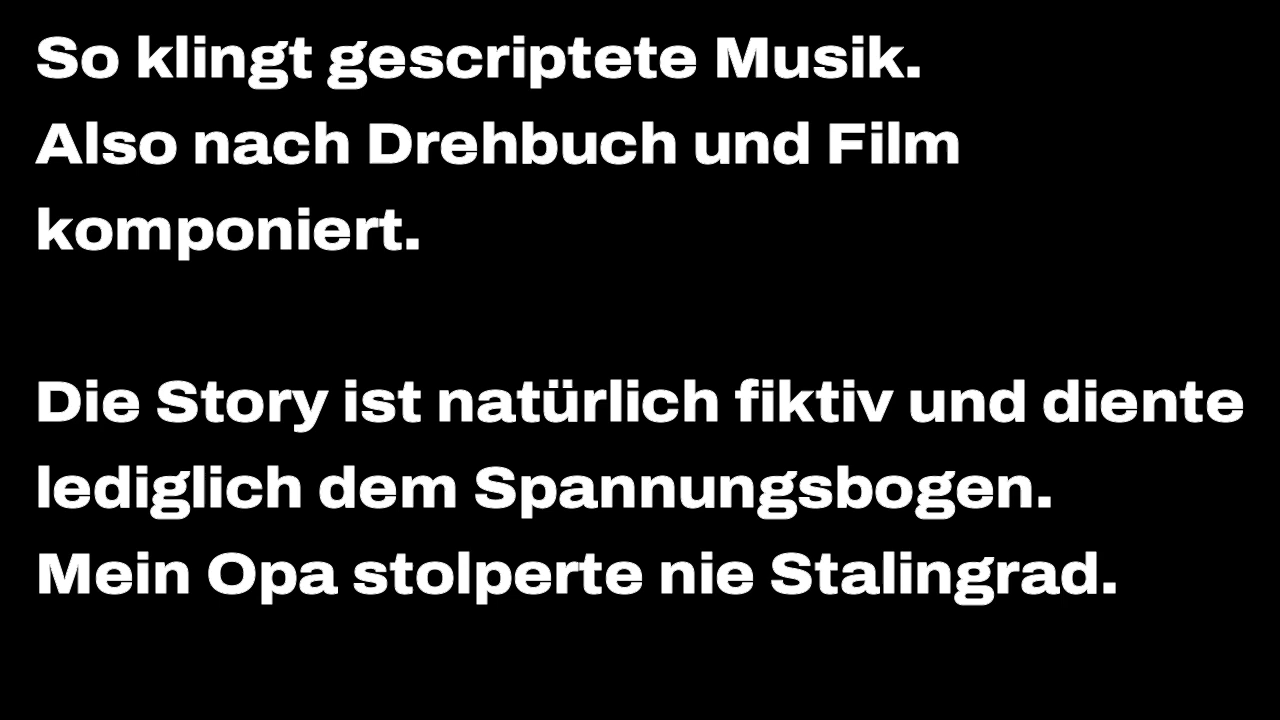 So klingt gescriptete Musik.
Also nach Drehbuch und Film
komponiert.
Die Story ist natürlich fiktiv und diente
lediglich dem Spannungsbogen.
Mein Opa stolperte nie Stalingrad.